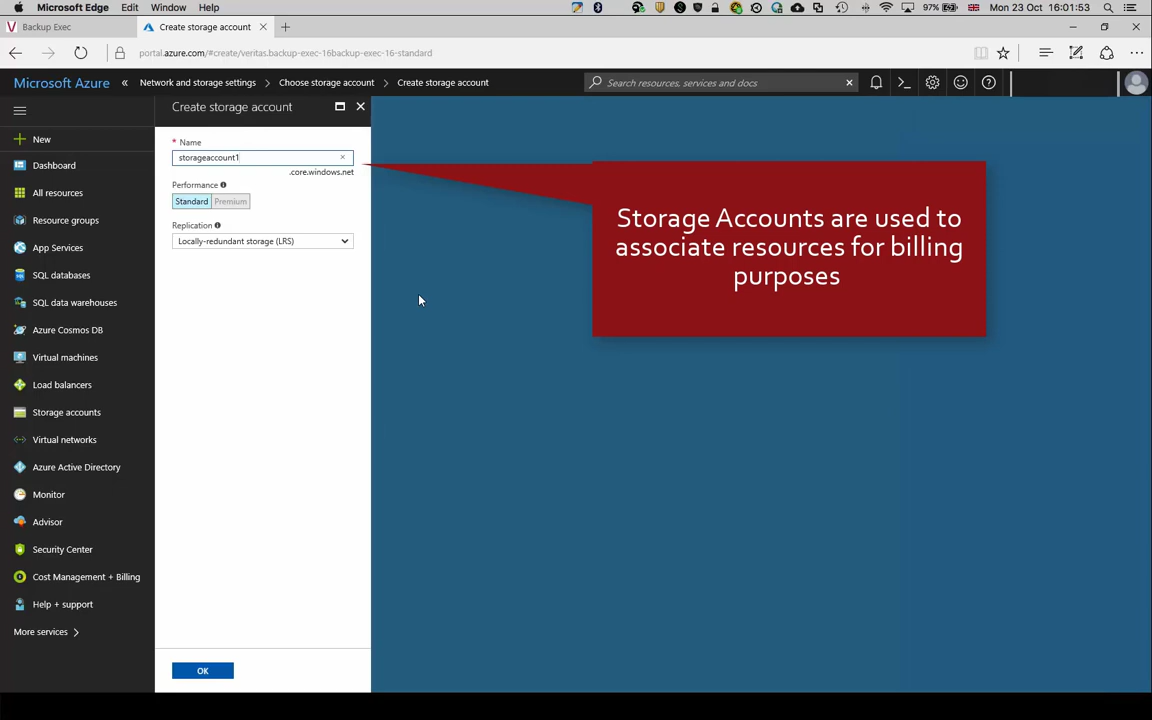 Microsoft Edge Edit Window Help 97% Mon 23 Oct 16:01:53
Backup Exec Create storage account
portal.azure.com/#create/veritas.backup-exec-16backup-exec-16-standard
Microsoft Azure « Network and storage settings > Choose storage account > Create storage account Search resources, services and docs
Create storage account
New
Dashboard
All resources
Resource groups
App Services
SQL databases
SQL data warehouses
Azure Cosmos DB
Virtual machines
Load balancers
Storage accounts
Virtual networks
Azure Active Directory
Monitor
Advisor
Security Center
Cost Management + Billing
Help + support
More services >
* Name
storageaccount1
.core.windows.net
Performance
Standard Premium
Replication
Locally-redundant storage (LRS)
OK
Storage Accounts are used to
associate resources for billing
purposes